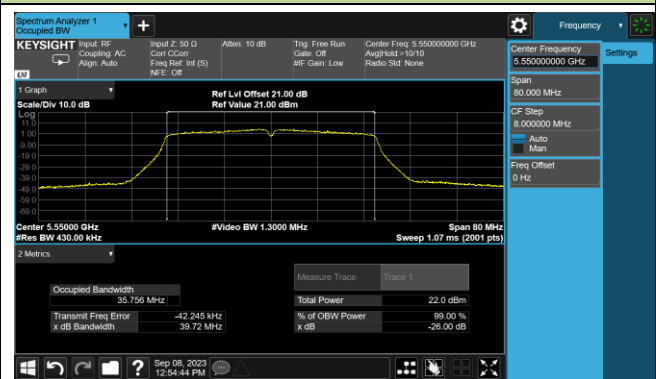 Spectrum Analyzer 1
Occupied BW
Frequency
KEYSIGHT
Input: RF
Coupling: AC
Align: Auto
Input Z: 50 Ω
Corr CCorr
Freq Ref: Int (S)
NFE: Off
Atten: 10 dB
Trig: Free Run
Gate: Off
#IF Gain: Low
Center Freq: 5.550000000 GHz
Avg|Hold:>10/10
Radio Std: None
LXI
Center Frequency
5.550000000 GHz
Settings
Span
80.000 MHz
CF Step
8.000000 MHz
Auto
Man
Freq Offset
0 Hz
1 Graph
Scale/Div 10.0 dB
Ref Lvl Offset 21.00 dB
Ref Value 21.00 dBm
Log
11.0
1.00
-9.00
-19.0
-29.0
-39.0
-49.0
-59.0
-69.0
Center 5.55000 GHz
#Res BW 430.00 kHz
#Video BW 1.3000 MHz
Span 80 MHz
Sweep 1.07 ms (2001 pts)
2 Metrics
Measure Trace
Trace 1
Occupied Bandwidth
35.756 MHz
Total Power
22.0 dBm
Transmit Freq Error
-42.245 kHz
% of OBW Power
99.00 %
x dB Bandwidth
39.72 MHz
x dB
-26.00 dB
Sep 08, 2023
12:54:44 PM